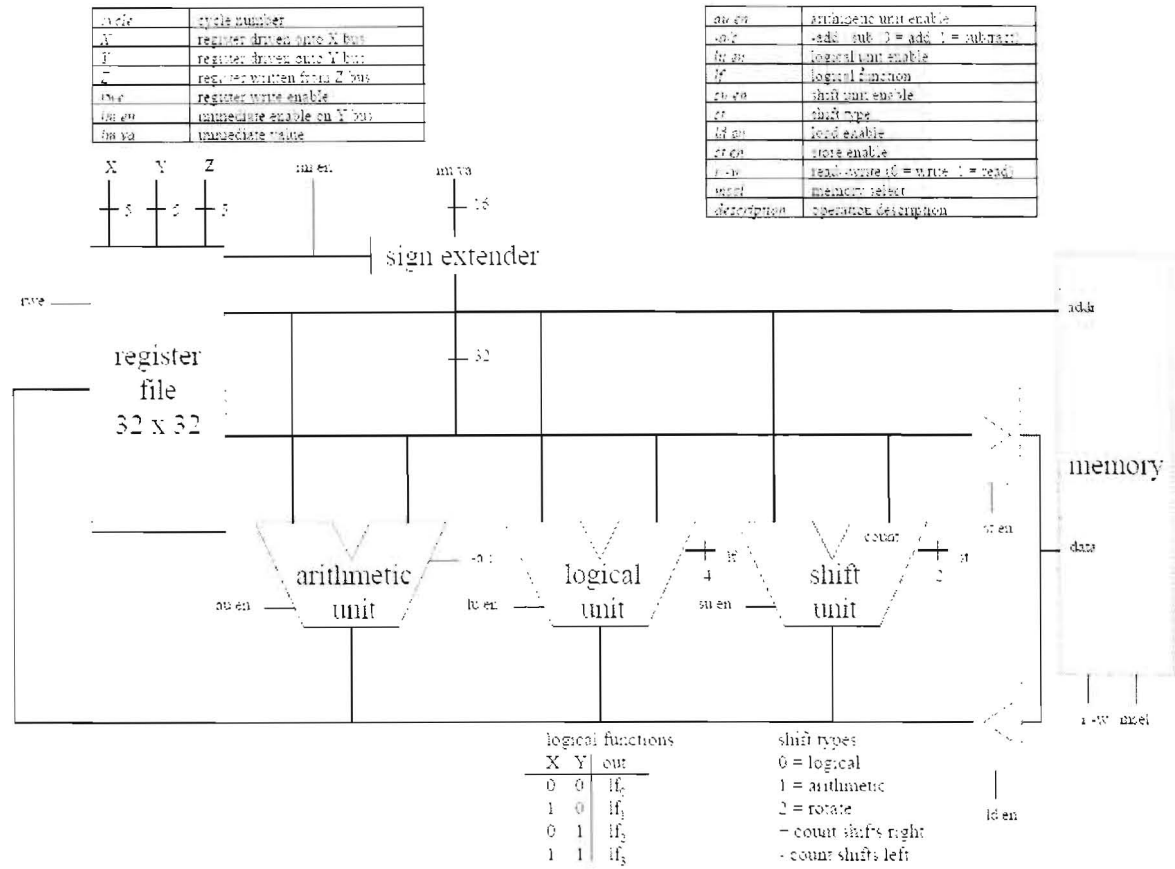 cycle cycle number
X register driven onto X bus
Y register driven onto Y bus
Z register written from Z bus
rwe register write enable
im en immediate enable on Y bus
im va immediate value
au en arithmetic unit enable
-a/s -add / sub (0 = add, 1 = subtract)
lu en logical unit enable
lf logical function
su en shift unit enable
st shift type
ld en load enable
st en store enable
r -w read -write (0 = write, 1 = read)
msel memory select
description operation description
X Y Z im en im va
5 5 5 16
sign extender
rwe
addr
register
file
32 x 32
32
memory
st en
data
count
-a/s lf st
4 2
arithmetic
unit
logical
unit
shift
unit
au en lu en su en
r -w msel
ld en
logical functions
X Y out
0 0 lf0
1 0 lf1
0 1 lf2
1 1 lf3
shift types
0 = logical
1 = arithmetic
2 = rotate
+ count shifts right
- count shifts left